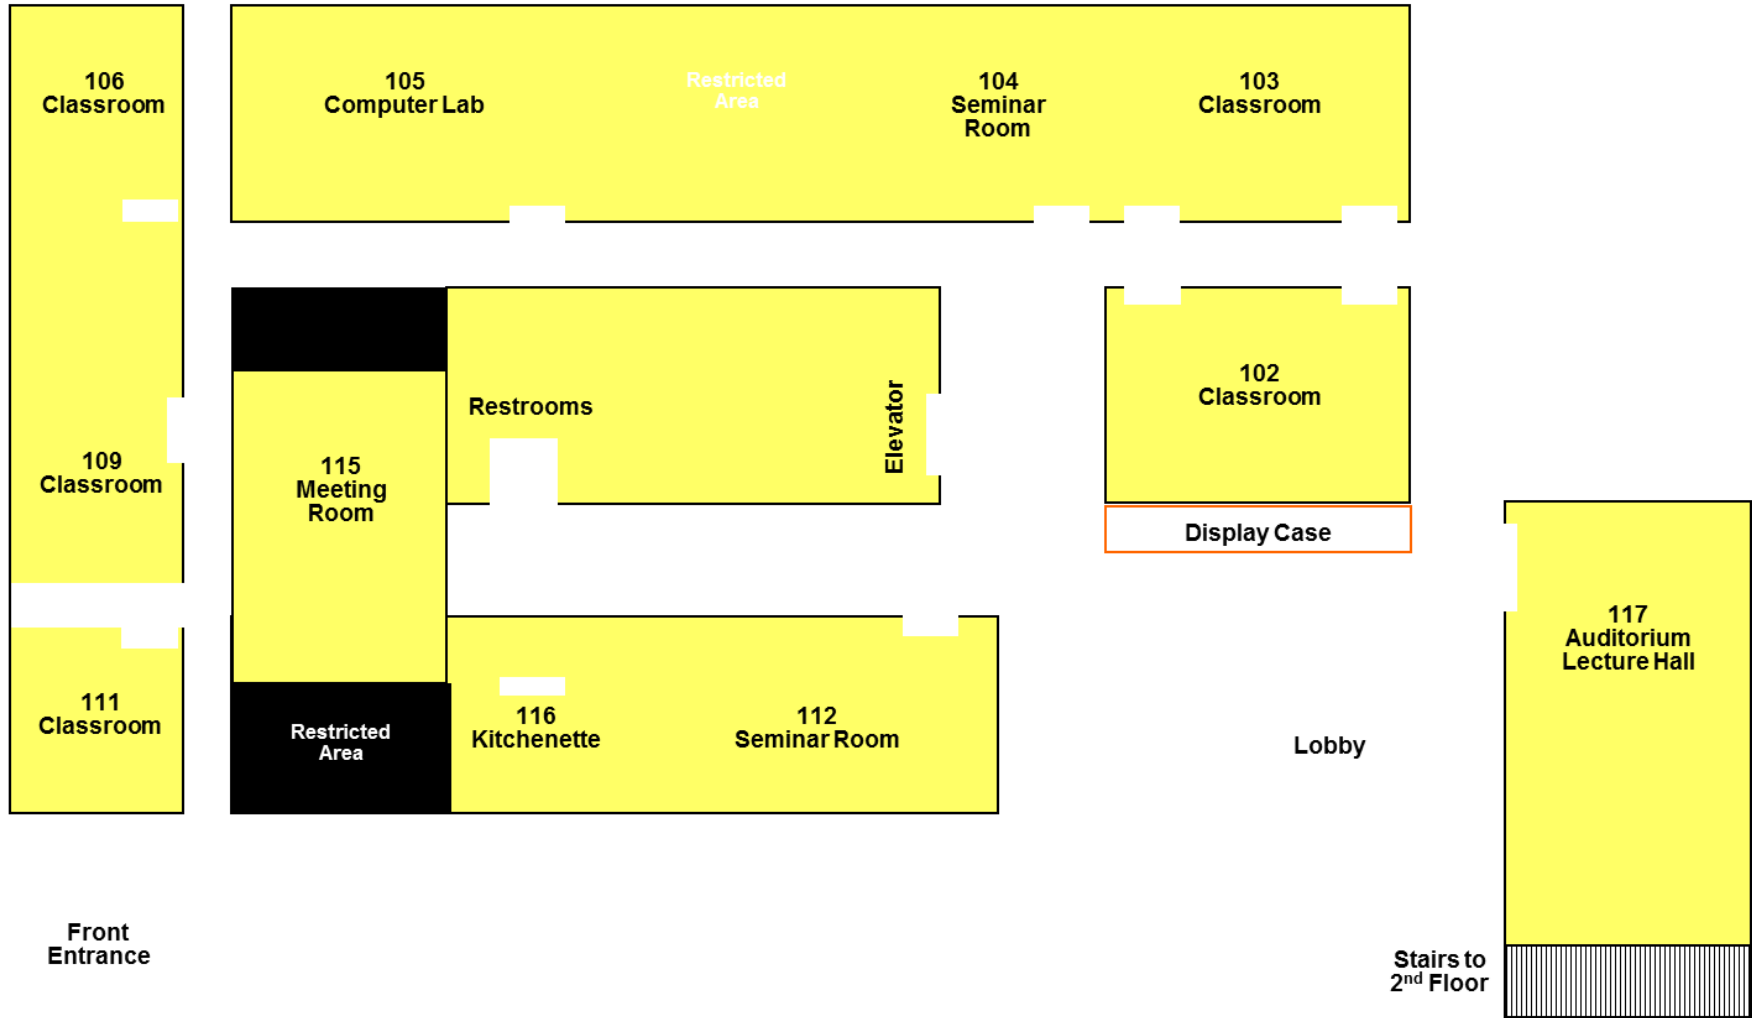 106
Classroom
105
Computer Lab
Restricted
Area
104
Seminar
Room
103
Classroom
109
Classroom
115
Meeting
Room
Restrooms
Elevator
102
Classroom
Display Case
117
Auditorium
Lecture Hall
111
Classroom
Restricted
Area
116
Kitchenette
112
Seminar Room
Lobby
Front
Entrance
Stairs to
2nd Floor